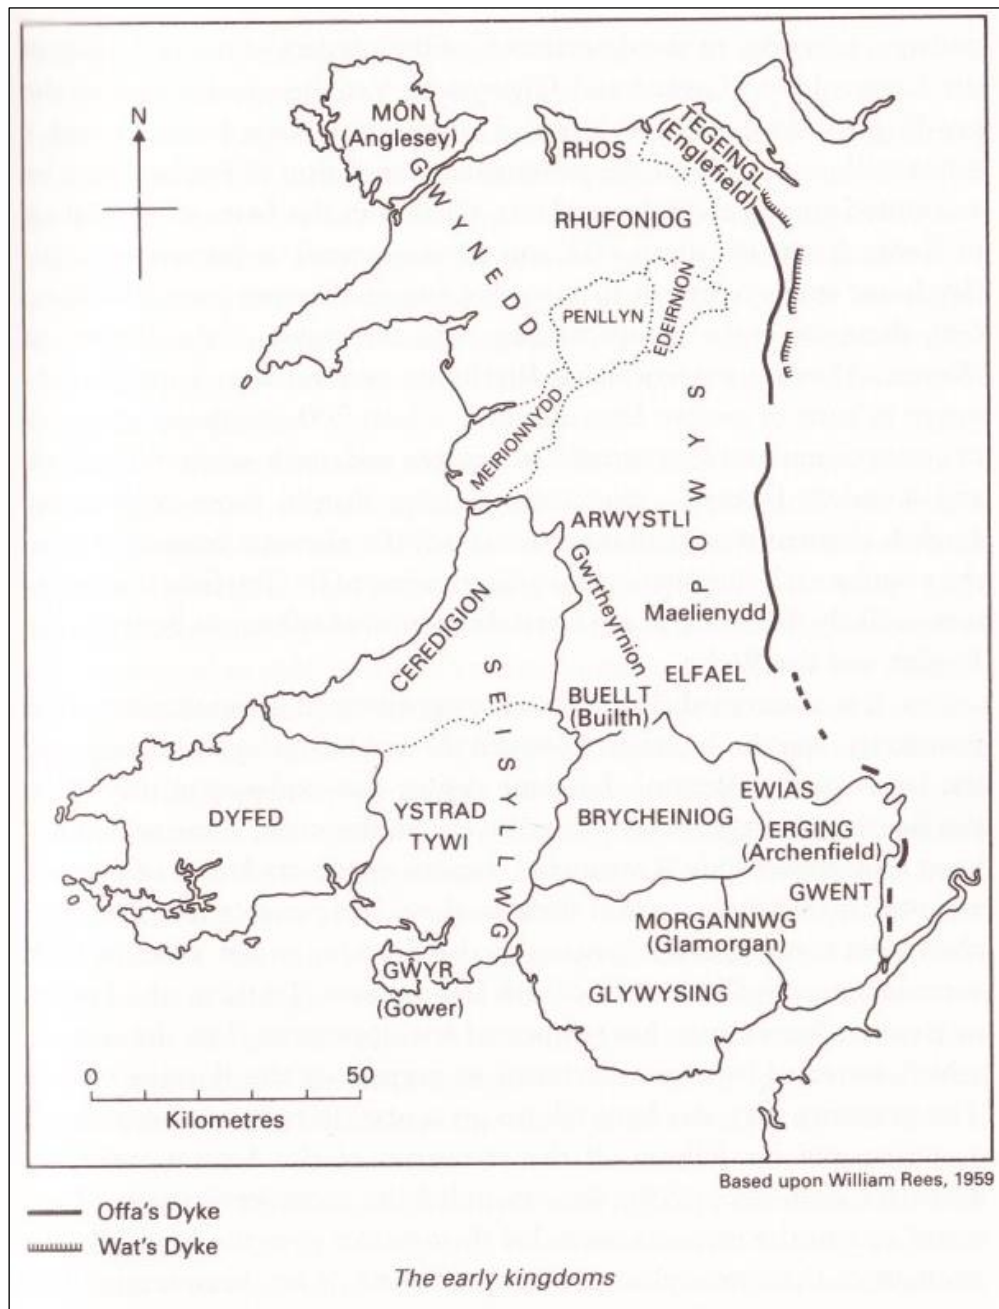 N
MÔN
(Anglesey)
GWYNEDD
RHOS
TEGEINGL
(Englefield)
RHUFONIOG
PENLLYN
EDEIRNION
MEIRIONNYDD
POWYS
ARWYSTLI
Gwrtheyrnion
Maelienydd
CEREDIGION
SEISYLLWG
ELFAEL
BUELLT
(Builth)
DYFED
YSTRAD
TYWI
BRYCHEINIOG
EWIAS
ERGING
(Archenfield)
GWENT
MORGANNWG
(Glamorgan)
GWYR
(Gower)
GLYWYSING
0 50
Kilometres
Based upon William Rees, 1959
Offa's Dyke
Wat's Dyke
The early kingdoms